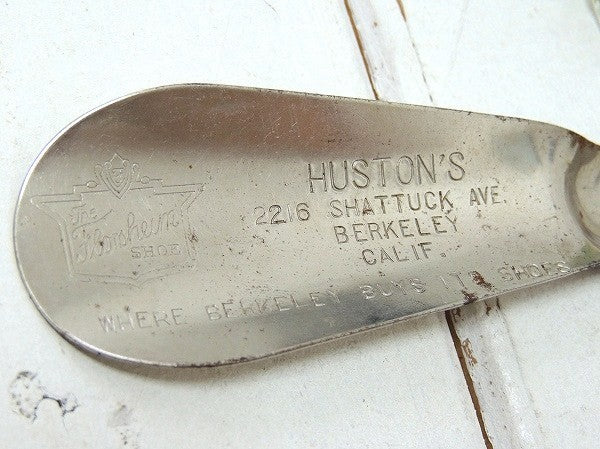 The
Florsheim
SHOE
HUSTON'S
2216 SHATTUCK AVE.
BERKELEY
CALIF.
WHERE BERKELEY BUYS ITS SHOES